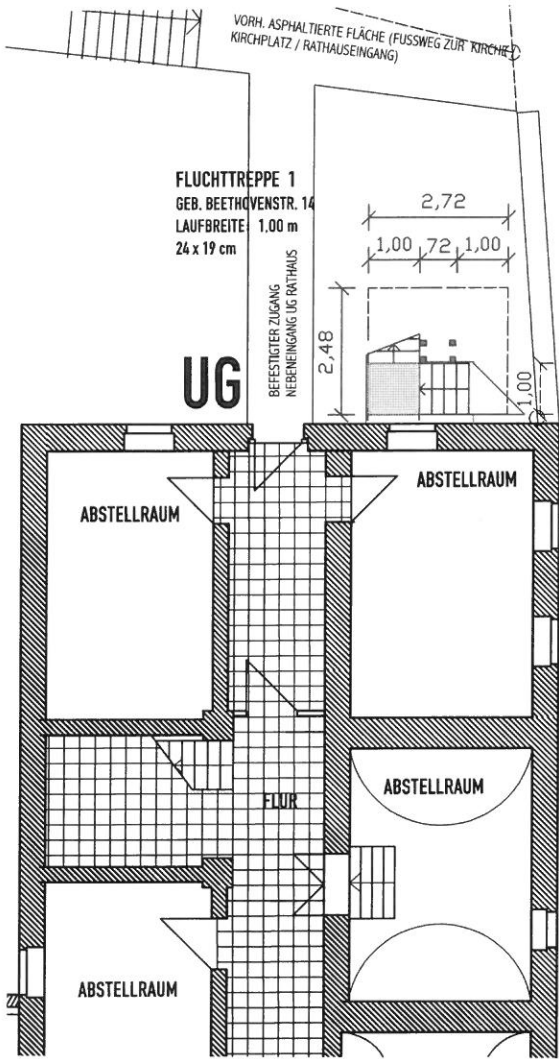 VORH. ASPHALTIERTE FLÄCHE (FUSSWEG ZUR KIRCHE
KIRCHPLATZ / RATHAUSEINGANG)
FLUCHTTREPPE 1
GEB. BEETHOVENSTR. 14
LAUFBREITE: 1,00 m
24 x 19 cm
BEFESTIGTER ZUGANG
NEBENEINGANG UG RATHAUS
2,72
1,00 72 1,00
2,48
1,00
UG
ABSTELLRAUM
ABSTELLRAUM
FLUR
ABSTELLRAUM
ABSTELLRAUM